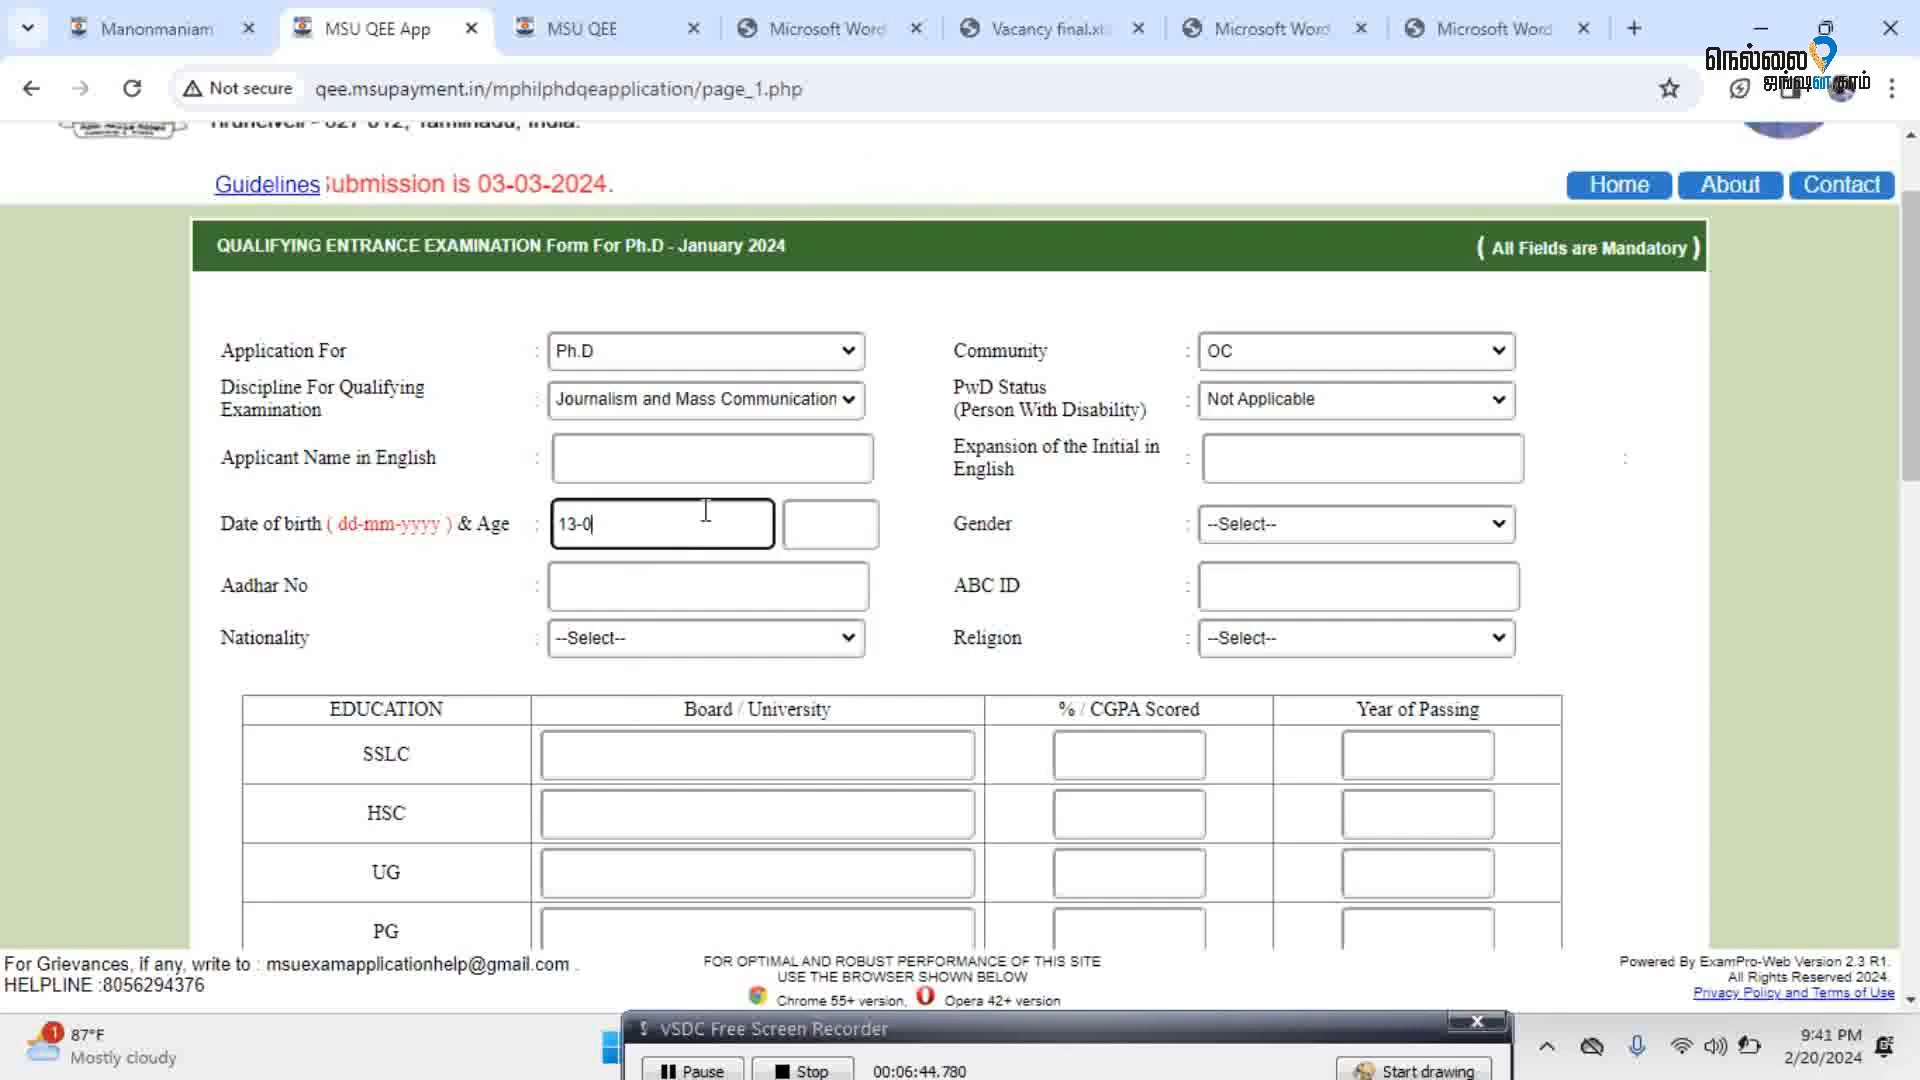 Manonmaniam
MSU QEE App
MSU QEE
Microsoft Word
Vacancy final.xl
Microsoft Word
Microsoft Word
நெல்லை
ஜங்ஷன்.காம்
Not secure
qee.msupayment.in/mphilphdqeapplication/page_1.php
Tirunelveli - 627 012, Tamilnadu, India.
Guidelines
ubmission is 03-03-2024.
Home
About
Contact
QUALIFYING ENTRANCE EXAMINATION Form For Ph.D - January 2024
( All Fields are Mandatory )
Application For : Ph.D
Community : OC
Discipline For Qualifying Examination : Journalism and Mass Communication
PwD Status (Person With Disability) : Not Applicable
Applicant Name in English :
Expansion of the Initial in English : :
Date of birth ( dd-mm-yyyy ) & Age : 13-0
Gender : --Select--
Aadhar No :
ABC ID :
Nationality : --Select--
Religion : --Select--
EDUCATION Board / University % / CGPA Scored Year of Passing
SSLC
HSC
UG
PG
For Grievances, if any, write to : msuexamapplicationhelp@gmail.com .
HELPLINE :8056294376
FOR OPTIMAL AND ROBUST PERFORMANCE OF THIS SITE
USE THE BROWSER SHOWN BELOW
Chrome 55+ version, Opera 42+ version
Powered By ExamPro-Web Version 2.3 R1.
All Rights Reserved 2024.
Privacy Policy and Terms of Use
1
87°F
Mostly cloudy
VSDC Free Screen Recorder
Pause
Stop
00:06:44.780
Start drawing
9:41 PM
2/20/2024